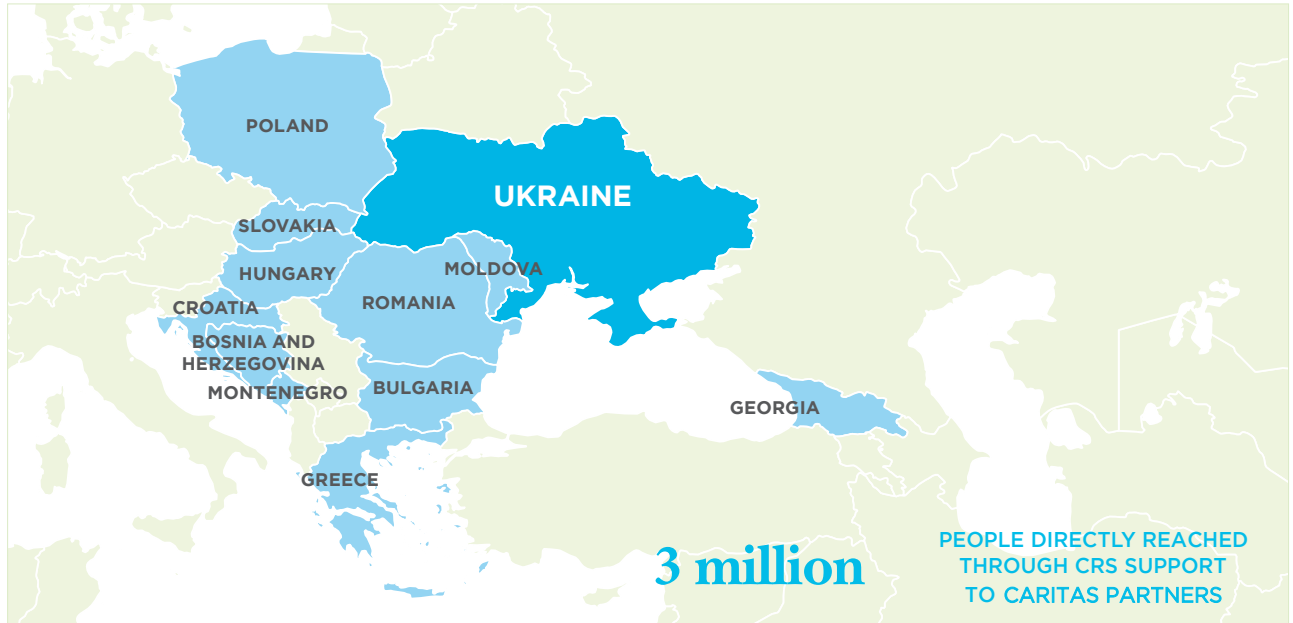 POLAND
UKRAINE
SLOVAKIA
HUNGARY
MOLDOVA
ROMANIA
CROATIA
BOSNIA AND
HERZEGOVINA
MONTENEGRO
BULGARIA
GEORGIA
GREECE
3 million
PEOPLE DIRECTLY REACHED
THROUGH CRS SUPPORT
TO CARITAS PARTNERS